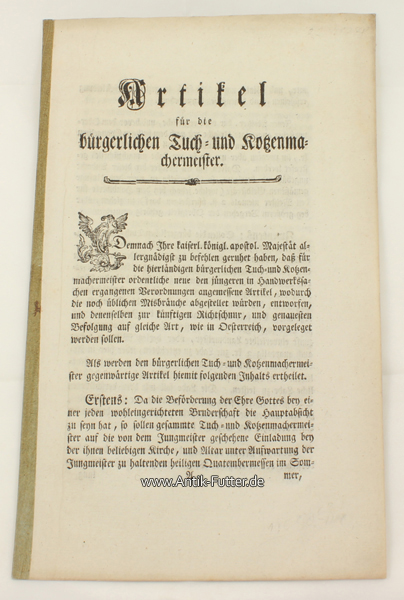 Artikel
für die
bürgerlichen Tuch- und Kotzenma-
chermeister.
Demnach Ihre kaiserl. königl. apostol. Majestät al-
lergnädigst zu befehlen geruhet haben, daß für
die hierländigen bürgerlichen Tuch-und Kotzen-
machermeister ordentliche neue den jüngeren in Handwerkssa-
chen ergangenen Verordnungen angemessene Artikel, wodurch
die noch üblichen Misbräuche abgestellet würden, entworfen,
und denenselben zur künftigen Richtschnur, und genauesten
Befolgung auf gleiche Art, wie in Oesterreich, vorgeleget
werden sollen.
Als werden den bürgerlichen Tuch- und Kotzenmachermei-
ster gegenwärtige Artikel hiemit folgenden Inhalts ertheilet.
Erstens: Da die Beförderung der Ehre Gottes bey ei-
ner jeden wohleingerichteten Bruderschaft die Hauptabsicht
zu seyn hat, so sollen gesammte Tuch- und Kotzenmachermei-
ster auf die von dem Jungmeister geschehene Einladung bey
der ihnen beliebigen Kirche, und Altar unter Aufwartung der
Jungmeister zu haltenden heiligen Quatembermessen im Som-
A mer,
www.Antik-Futter.de